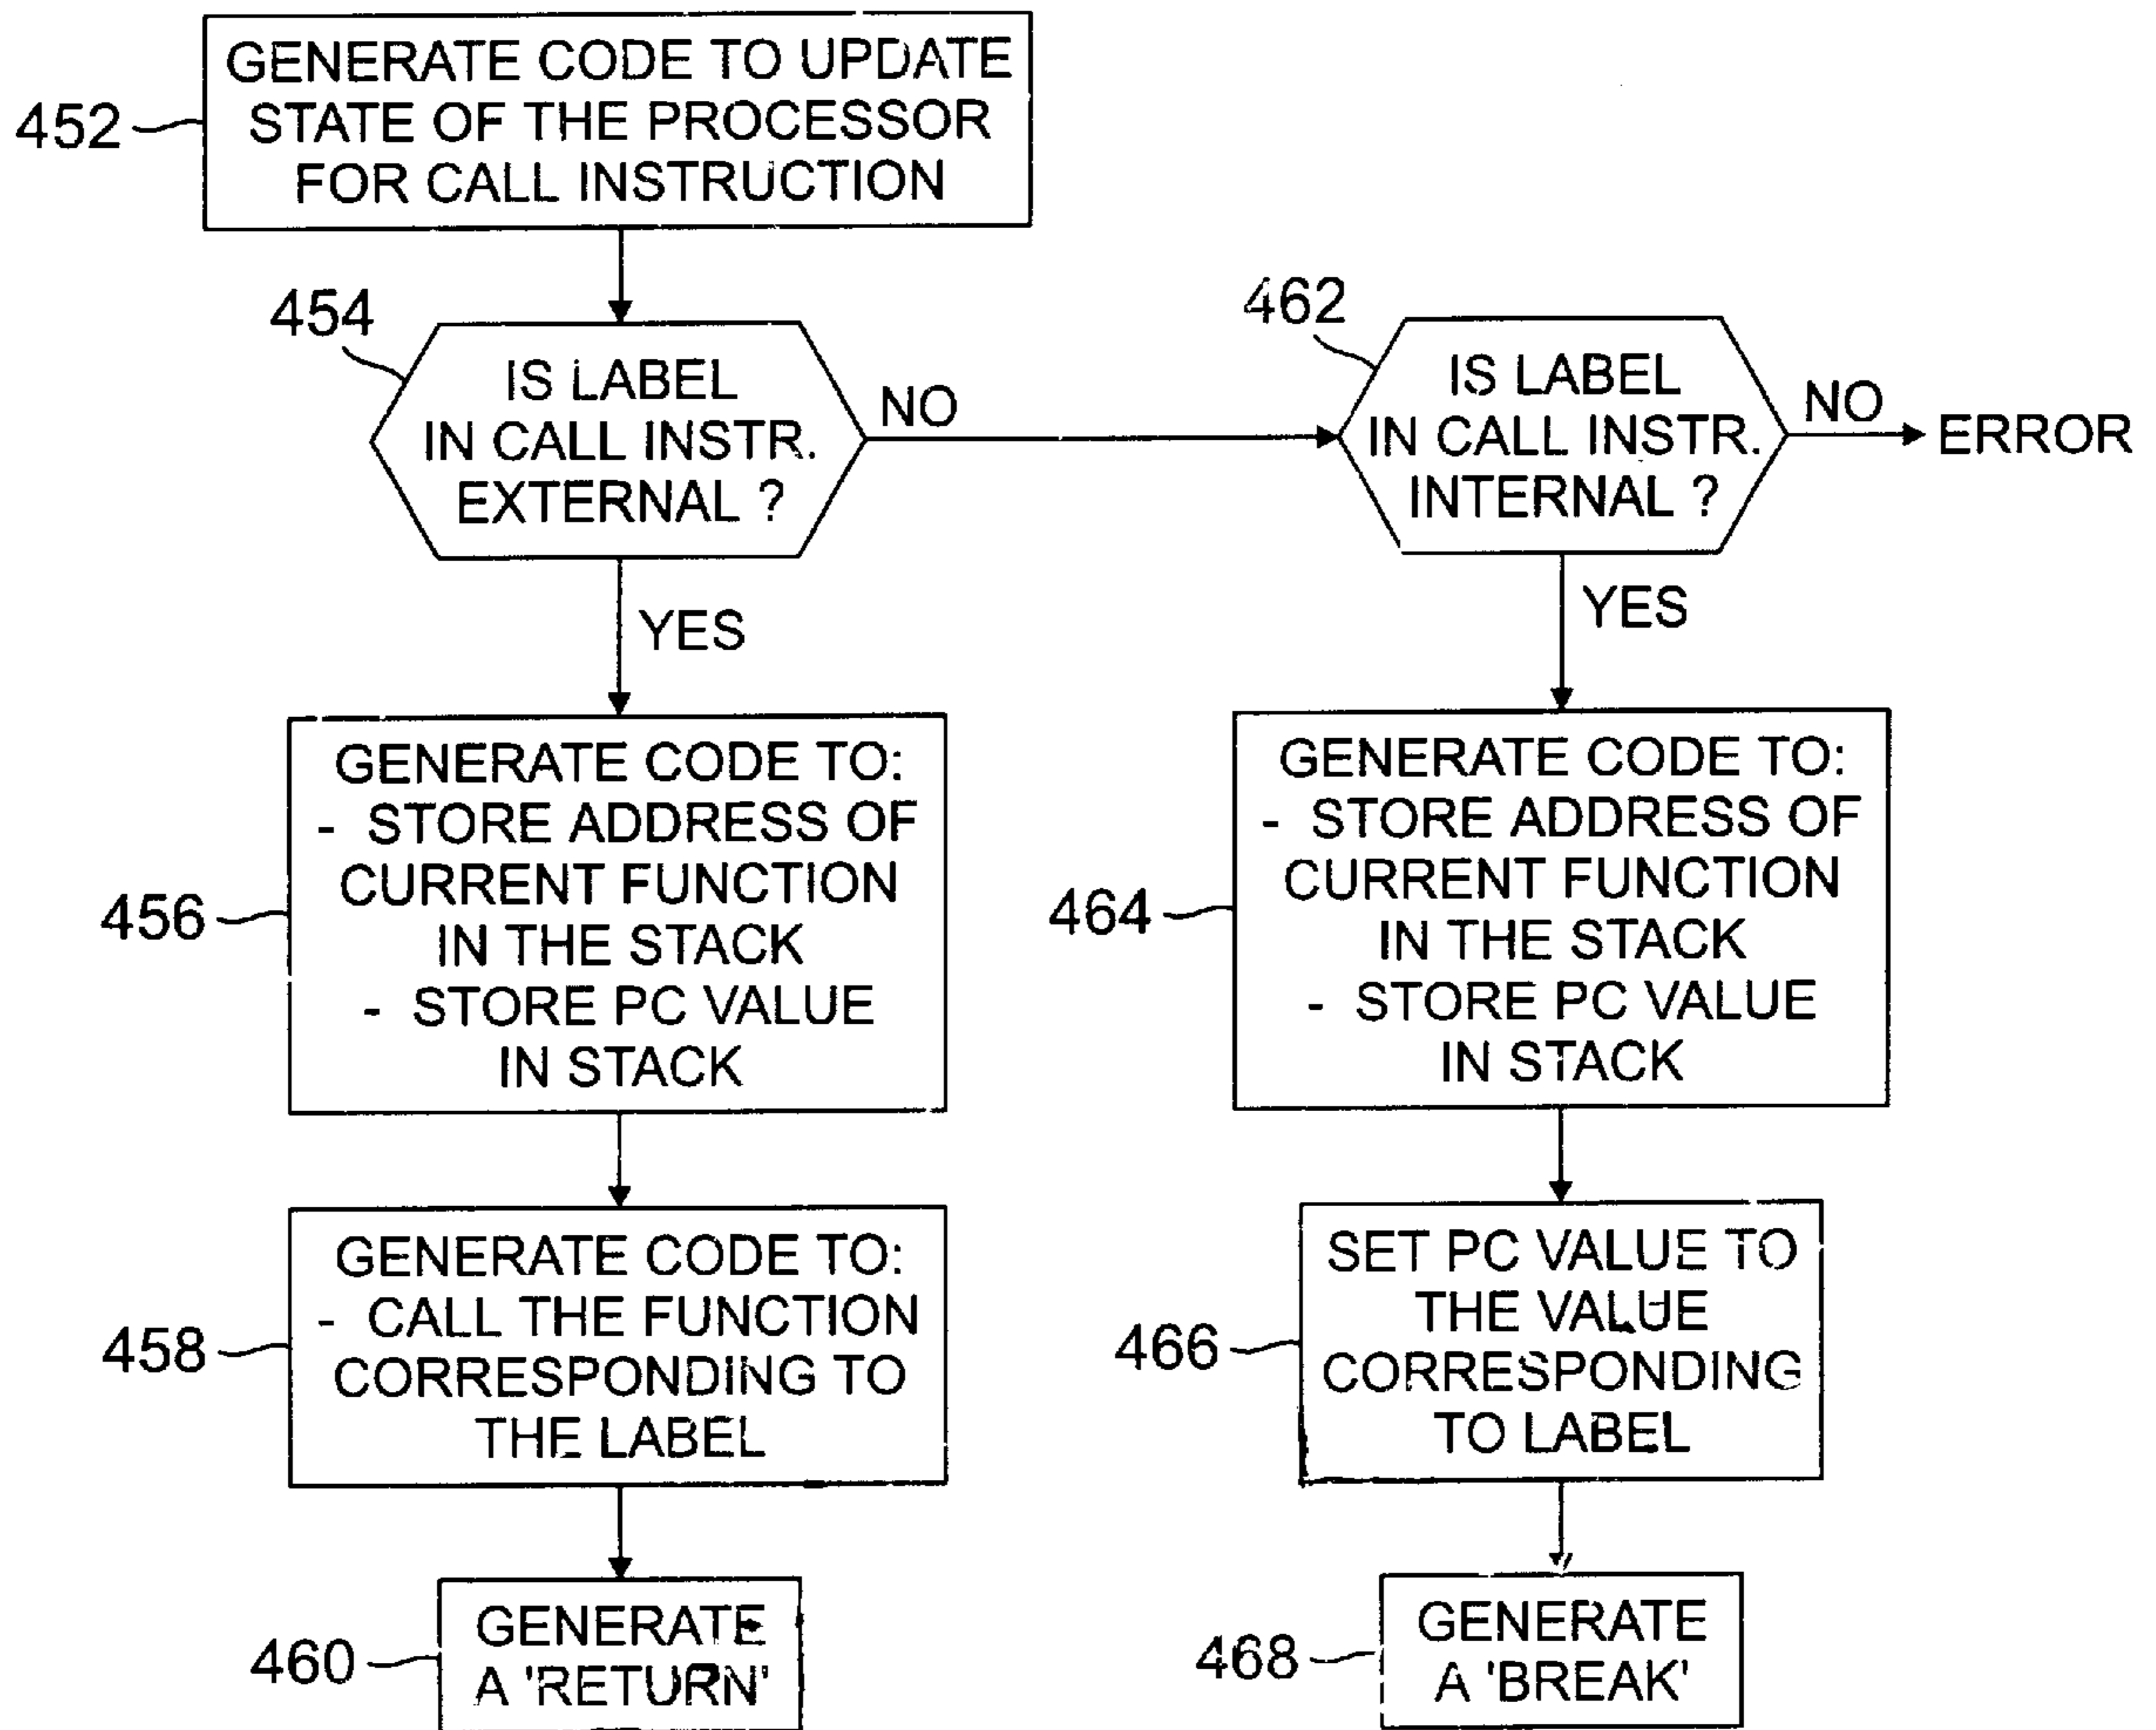 GENERATE CODE TO UPDATE
STATE OF THE PROCESSOR
FOR CALL INSTRUCTION
452
454
IS LABEL
IN CALL INSTR.
EXTERNAL ?
NO
462
IS LABEL
IN CALL INSTR.
INTERNAL ?
NO
ERROR
YES
YES
456
GENERATE CODE TO:
- STORE ADDRESS OF
CURRENT FUNCTION
IN THE STACK
- STORE PC VALUE
IN STACK
464
GENERATE CODE TO:
- STORE ADDRESS OF
CURRENT FUNCTION
IN THE STACK
- STORE PC VALUE
IN STACK
458
GENERATE CODE TO:
- CALL THE FUNCTION
CORRESPONDING TO
THE LABEL
466
SET PC VALUE TO
THE VALUE
CORRESPONDING
TO LABEL
460
GENERATE
A 'RETURN'
468
GENERATE
A 'BREAK'